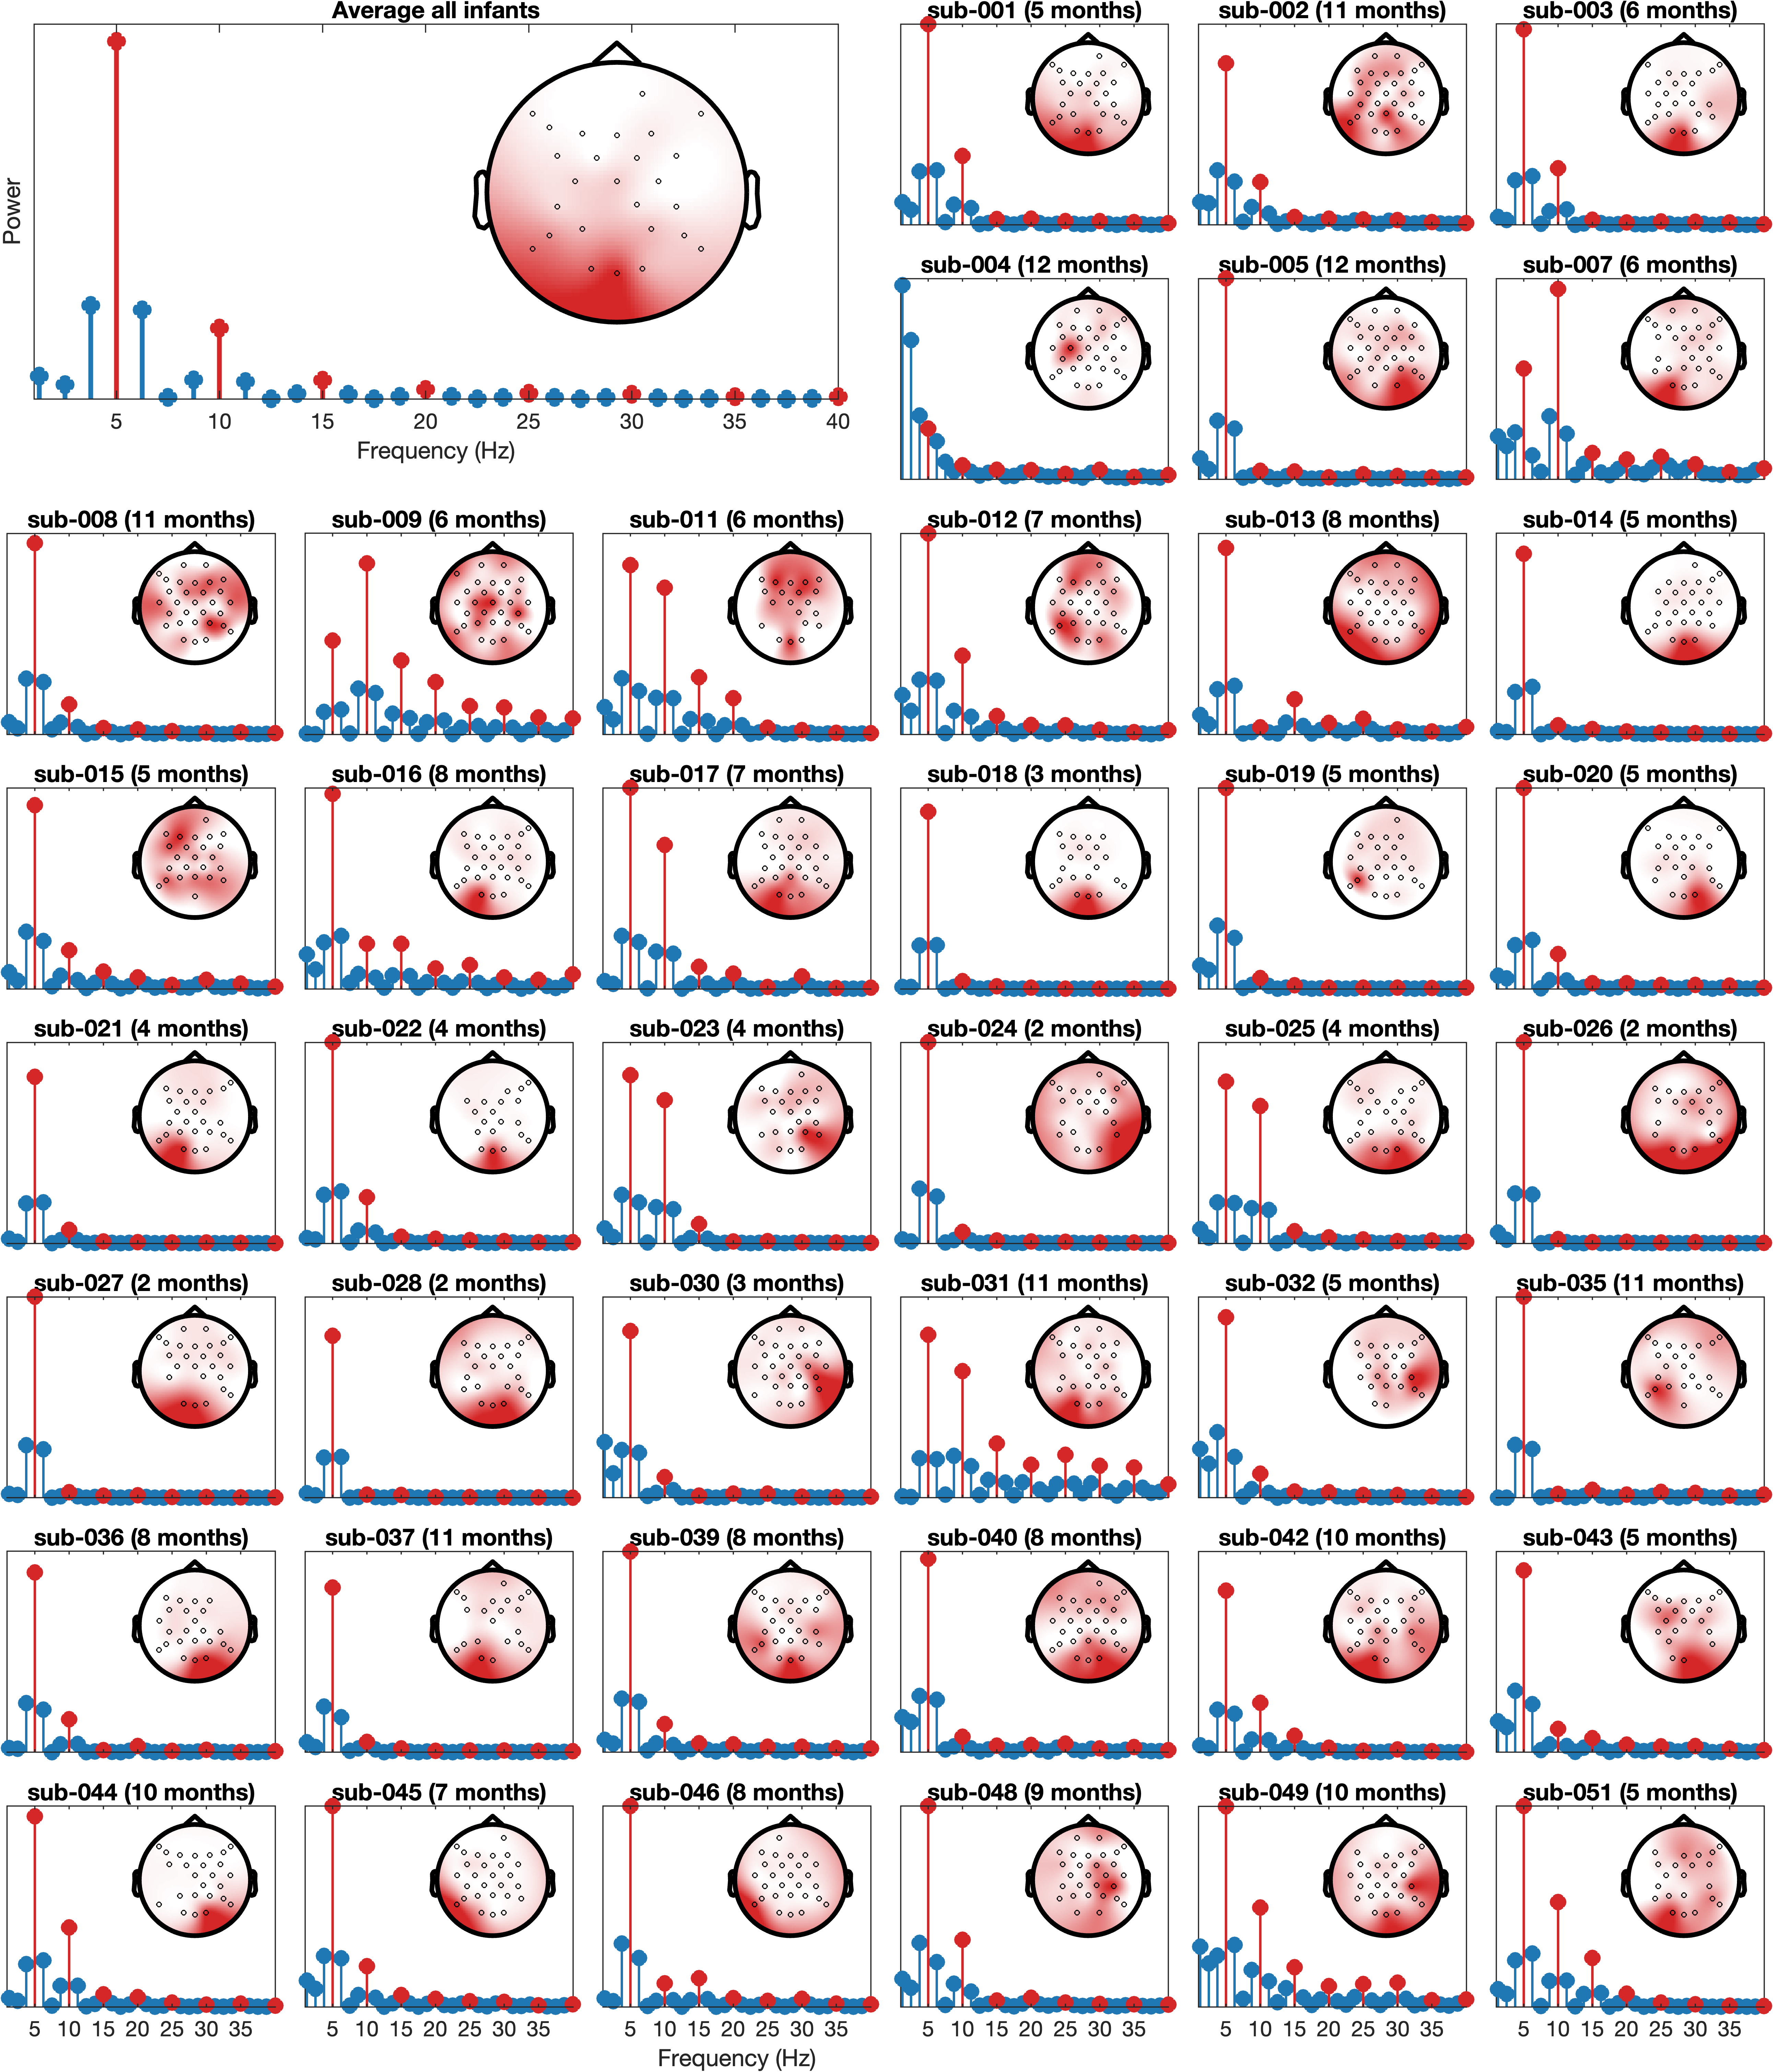 Average all infants
Power
5 10 15 20 25 30 35 40
Frequency (Hz)
sub-001 (5 months) sub-002 (11 months) sub-003 (6 months)
sub-004 (12 months) sub-005 (12 months) sub-007 (6 months)
sub-008 (11 months) sub-009 (6 months) sub-011 (6 months) sub-012 (7 months) sub-013 (8 months) sub-014 (5 months)
sub-015 (5 months) sub-016 (8 months) sub-017 (7 months) sub-018 (3 months) sub-019 (5 months) sub-020 (5 months)
sub-021 (4 months) sub-022 (4 months) sub-023 (4 months) sub-024 (2 months) sub-025 (4 months) sub-026 (2 months)
sub-027 (2 months) sub-028 (2 months) sub-030 (3 months) sub-031 (11 months) sub-032 (5 months) sub-035 (11 months)
sub-036 (8 months) sub-037 (11 months) sub-039 (8 months) sub-040 (8 months) sub-042 (10 months) sub-043 (5 months)
sub-044 (10 months) sub-045 (7 months) sub-046 (8 months) sub-048 (9 months) sub-049 (10 months) sub-051 (5 months)
5 10 15 20 25 30 35 5 10 15 20 25 30 35 5 10 15 20 25 30 35 5 10 15 20 25 30 35 5 10 15 20 25 30 35 5 10 15 20 25 30 35
Frequency (Hz)